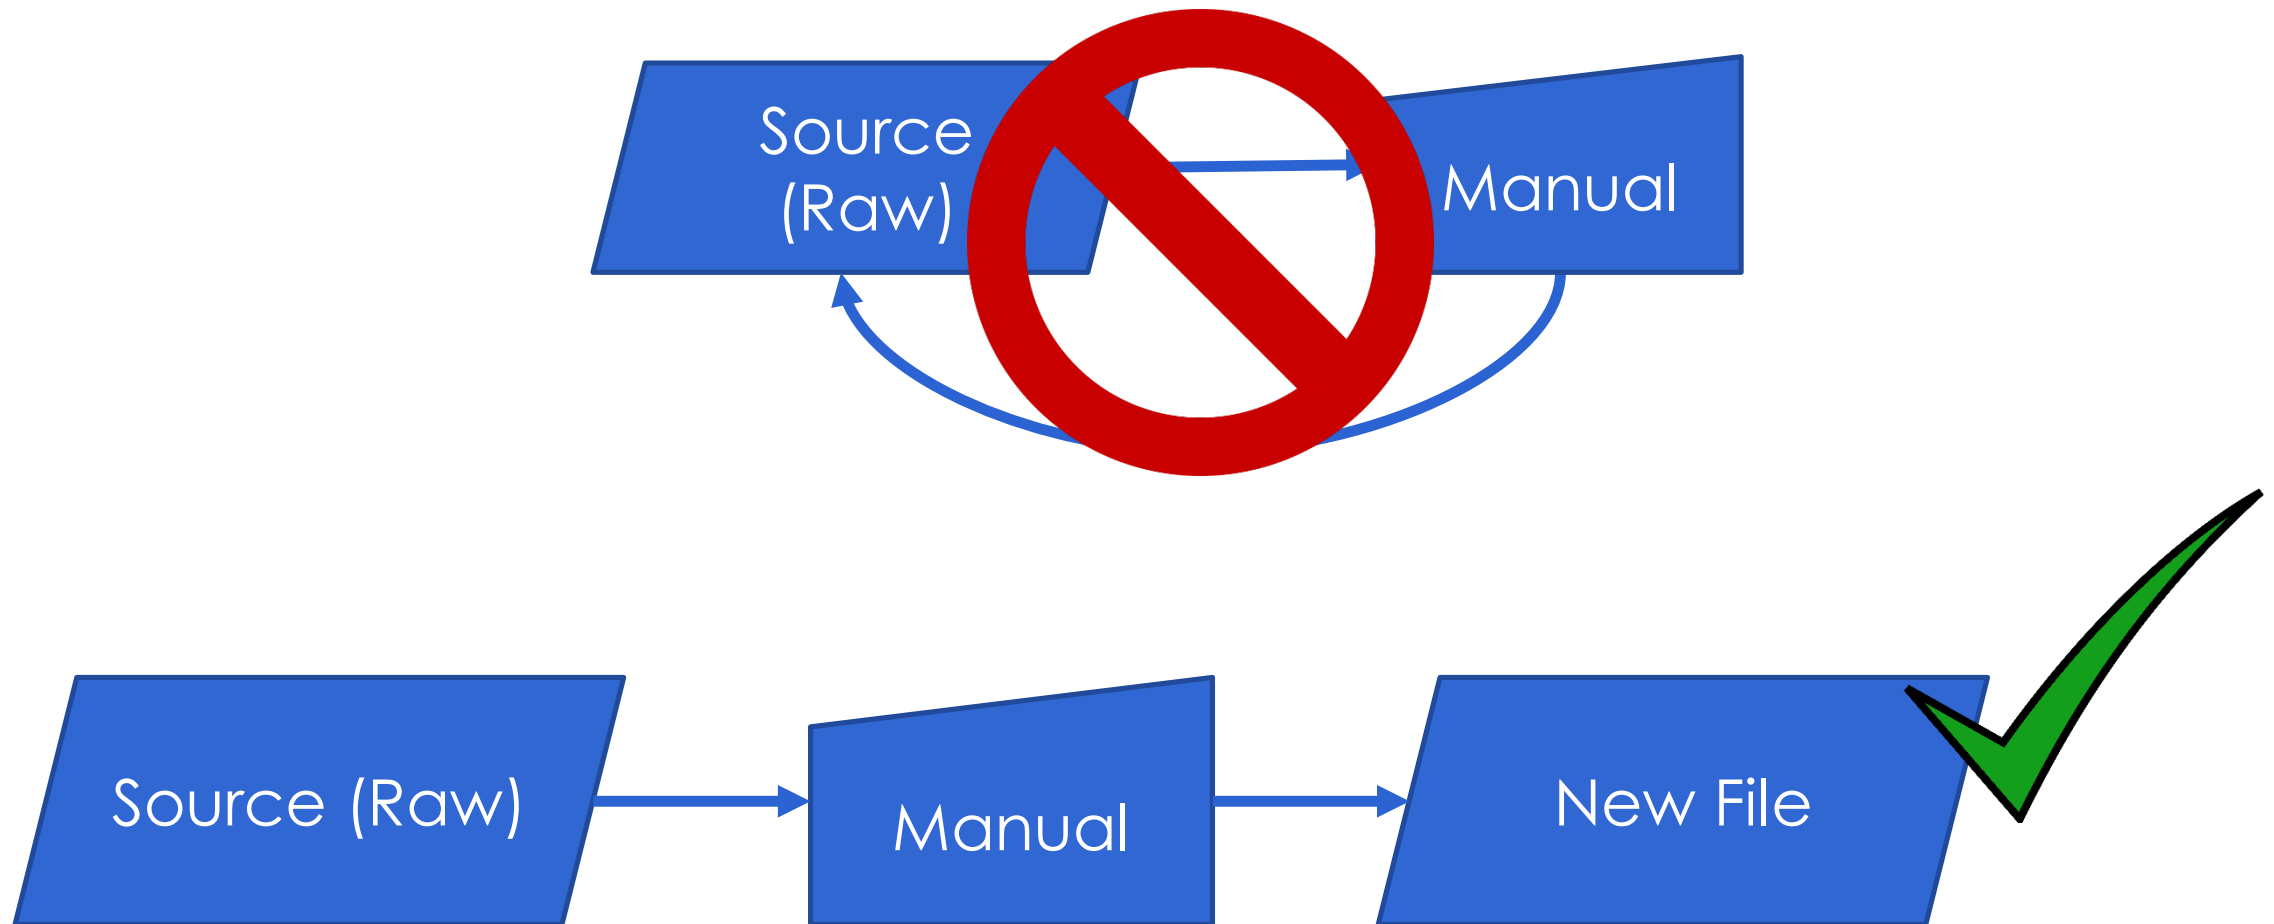 Source
(Raw)
Manual
Source (Raw)
Manual
New File